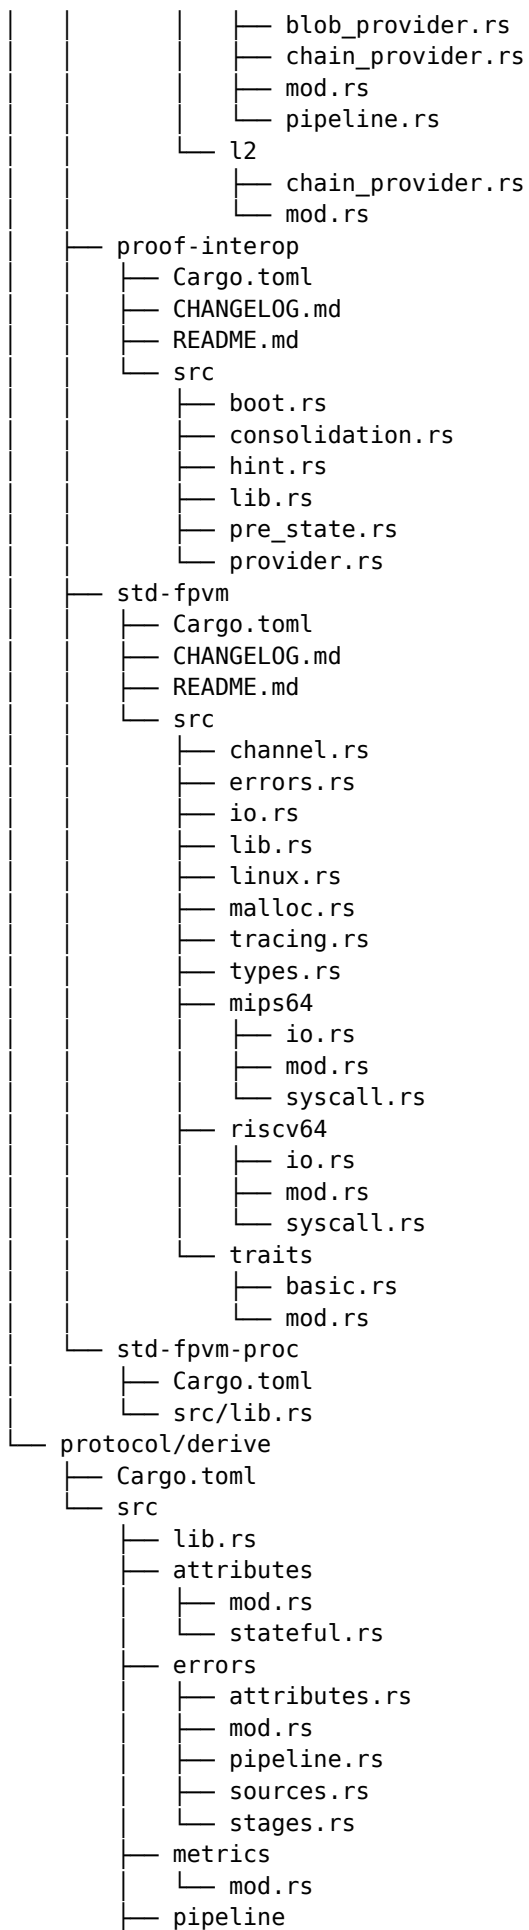 │   │       │   ├── blob_provider.rs
│   │       │   ├── chain_provider.rs
│   │       │   ├── mod.rs
│   │       │   └── pipeline.rs
│   │       └── l2
│   │           ├── chain_provider.rs
│   │           └── mod.rs
│   ├── proof-interop
│   │   ├── Cargo.toml
│   │   ├── CHANGELOG.md
│   │   ├── README.md
│   │   └── src
│   │       ├── boot.rs
│   │       ├── consolidation.rs
│   │       ├── hint.rs
│   │       ├── lib.rs
│   │       ├── pre_state.rs
│   │       └── provider.rs
│   ├── std-fpvm
│   │   ├── Cargo.toml
│   │   ├── CHANGELOG.md
│   │   ├── README.md
│   │   └── src
│   │       ├── channel.rs
│   │       ├── errors.rs
│   │       ├── io.rs
│   │       ├── lib.rs
│   │       ├── linux.rs
│   │       ├── malloc.rs
│   │       ├── tracing.rs
│   │       ├── types.rs
│   │       ├── mips64
│   │       │   ├── io.rs
│   │       │   ├── mod.rs
│   │       │   └── syscall.rs
│   │       ├── riscv64
│   │       │   ├── io.rs
│   │       │   ├── mod.rs
│   │       │   └── syscall.rs
│   │       └── traits
│   │           ├── basic.rs
│   │           └── mod.rs
│   └── std-fpvm-proc
│       ├── Cargo.toml
│       └── src/lib.rs
└── protocol/derive
    ├── Cargo.toml
    └── src
        ├── lib.rs
        ├── attributes
        │   ├── mod.rs
        │   └── stateful.rs
        ├── errors
        │   ├── attributes.rs
        │   ├── mod.rs
        │   ├── pipeline.rs
        │   ├── sources.rs
        │   └── stages.rs
        ├── metrics
        │   └── mod.rs
        ├── pipeline